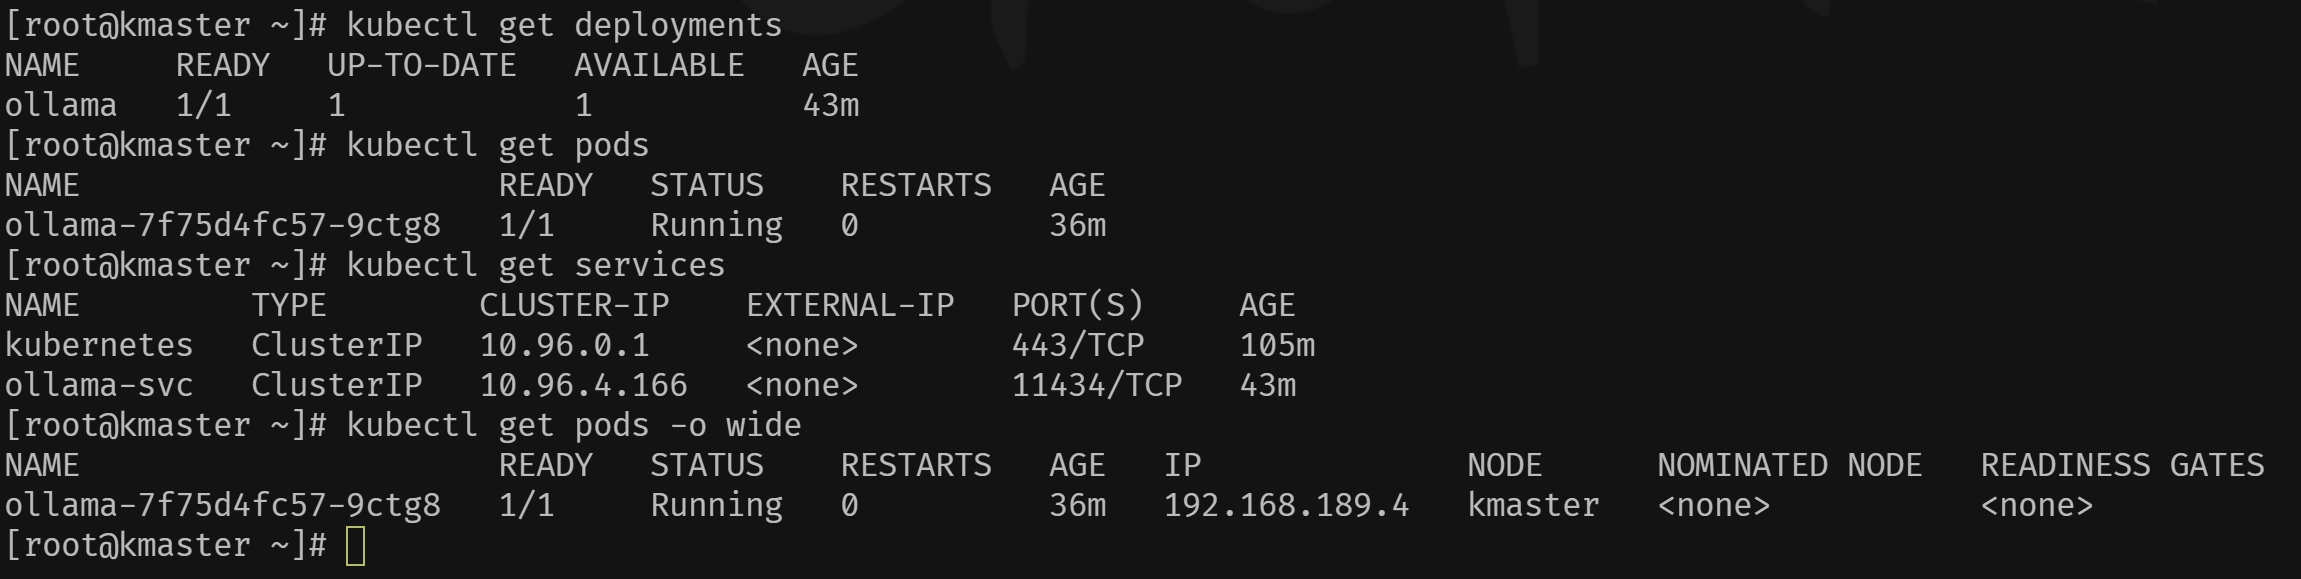 [root@kmaster ~]# kubectl get deployments
NAME     READY   UP-TO-DATE   AVAILABLE   AGE
ollama   1/1     1            1           43m
[root@kmaster ~]# kubectl get pods
NAME                      READY   STATUS    RESTARTS   AGE
ollama-7f75d4fc57-9ctg8   1/1     Running   0          36m
[root@kmaster ~]# kubectl get services
NAME         TYPE        CLUSTER-IP    EXTERNAL-IP   PORT(S)     AGE
kubernetes   ClusterIP   10.96.0.1     <none>        443/TCP     105m
ollama-svc   ClusterIP   10.96.4.166   <none>        11434/TCP   43m
[root@kmaster ~]# kubectl get pods -o wide
NAME                      READY   STATUS    RESTARTS   AGE   IP              NODE      NOMINATED NODE   READINESS GATES
ollama-7f75d4fc57-9ctg8   1/1     Running   0          36m   192.168.189.4   kmaster   <none>           <none>
[root@kmaster ~]#